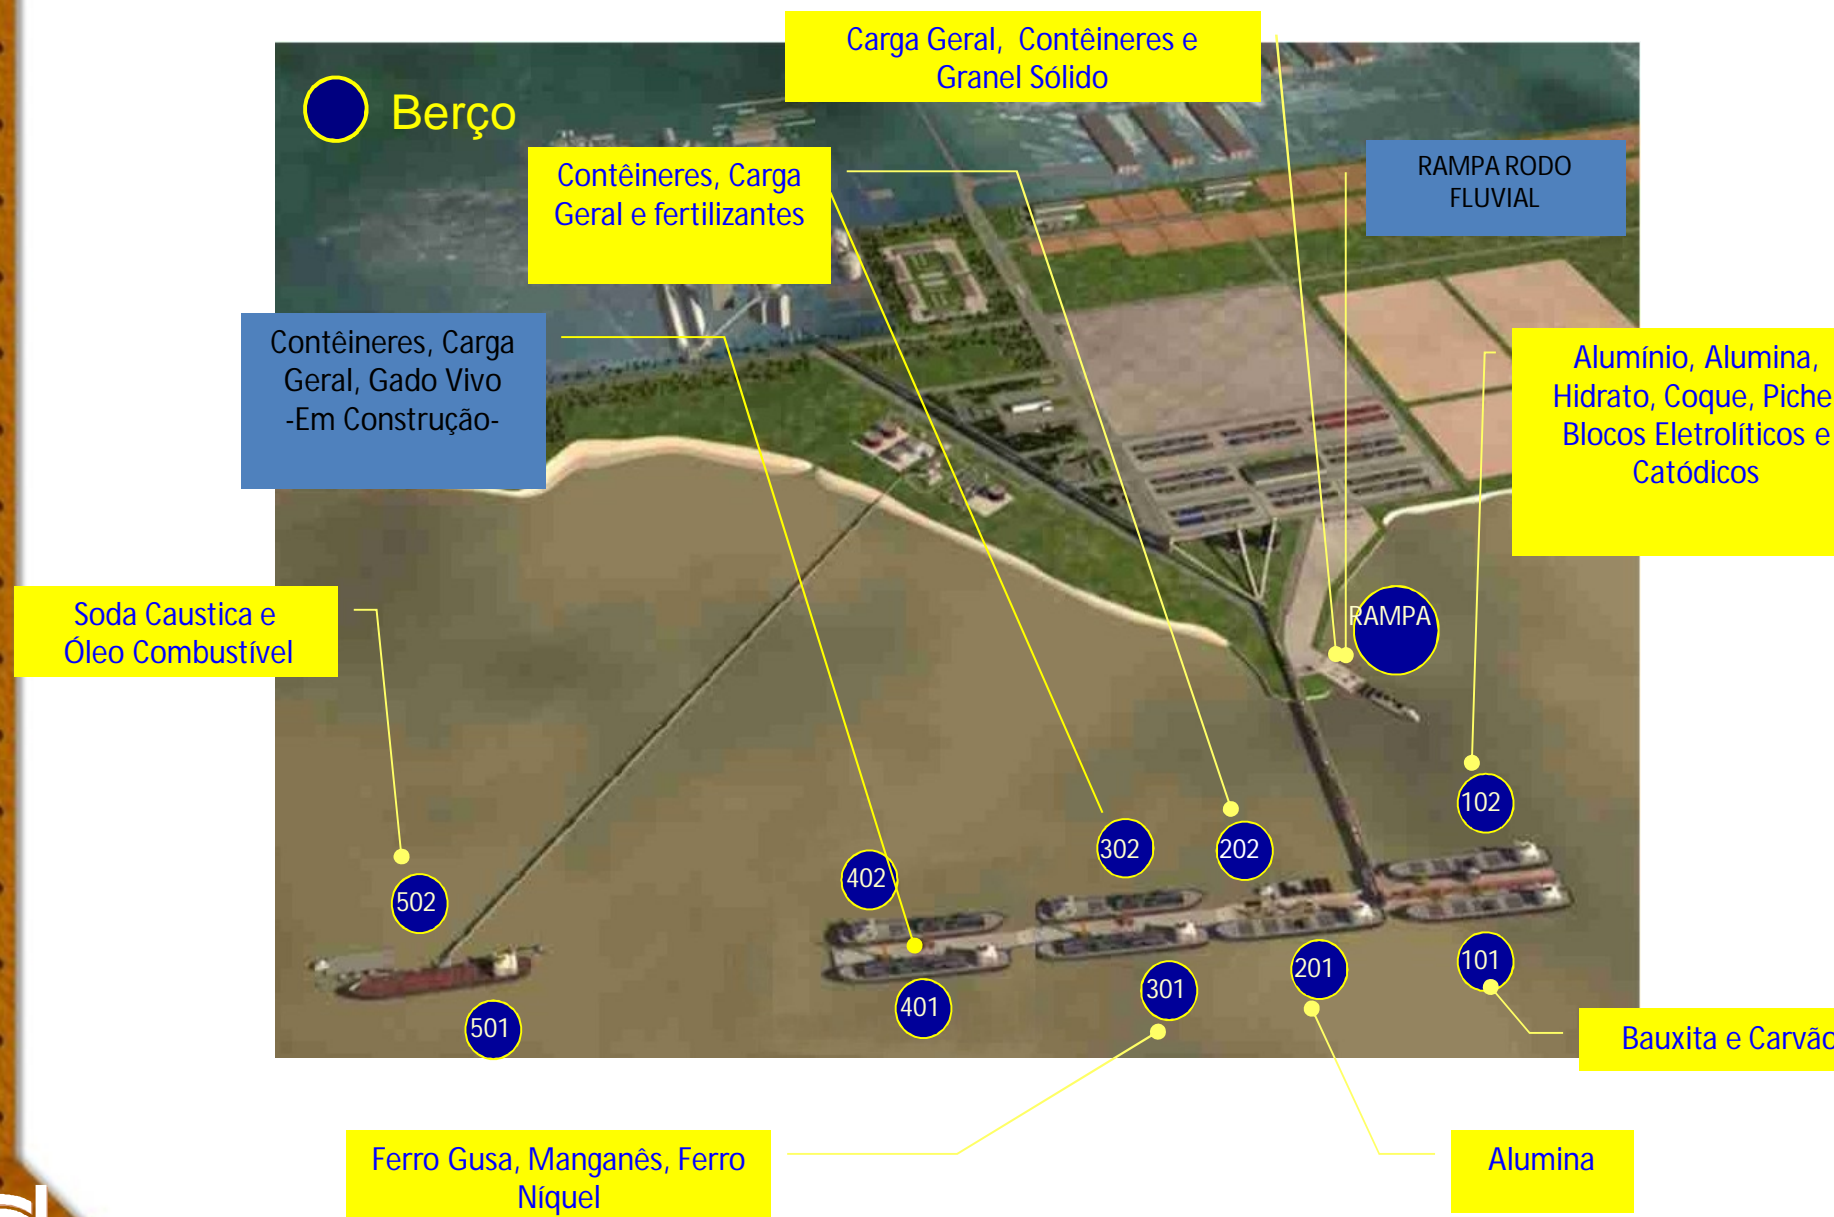 Carga Geral, Contêineres e
Granel Sólido
Berço
Contêineres, Carga
Geral e fertilizantes
RAMPA RODO
FLUVIAL
Contêineres, Carga
Geral, Gado Vivo
-Em Construção-
Alumínio, Alumina,
Hidrato, Coque, Piche
Blocos Eletrolíticos e
Catódicos
Soda Caustica e
Óleo Combustível
RAMPA
102
302
202
402
502
101
201
301
401
501
Bauxita e Carvão
Ferro Gusa, Manganês, Ferro
Níquel
Alumina